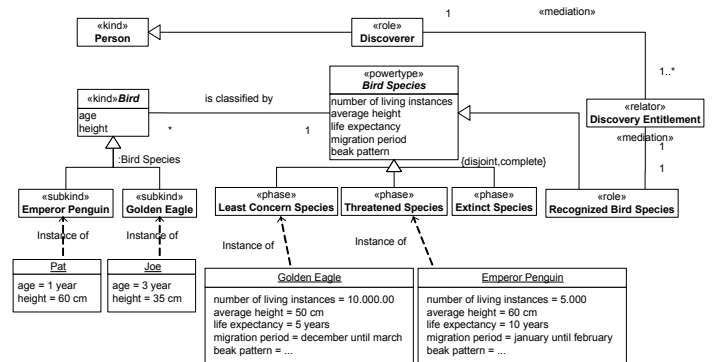 «kind»
Person
«role»
Discoverer
1
«mediation»
1..*
«powertype»
Bird Species
number of living instances
average height
life expectancy
migration period
beak pattern
«kind»Bird
age
height
is classified by
*
1
«relator»
Discovery Entitlement
«mediation»
1
1
:Bird Species
{disjoint,complete}
«subkind»
Emperor Penguin
«subkind»
Golden Eagle
«phase»
Least Concern Species
«phase»
Threatened Species
«phase»
Extinct Species
«role»
Recognized Bird Species
Instance of
Instance of
Instance of
Instance of
Pat
age = 1 year
height = 60 cm
Joe
age = 3 year
height = 35 cm
Golden Eagle
number of living instances = 10.000.00
average height = 50 cm
life expectancy = 5 years
migration period = december until march
beak pattern = ...
Emperor Penguin
number of living instances = 5.000
average height = 60 cm
life expectancy = 10 years
migration period = january until february
beak pattern = ...